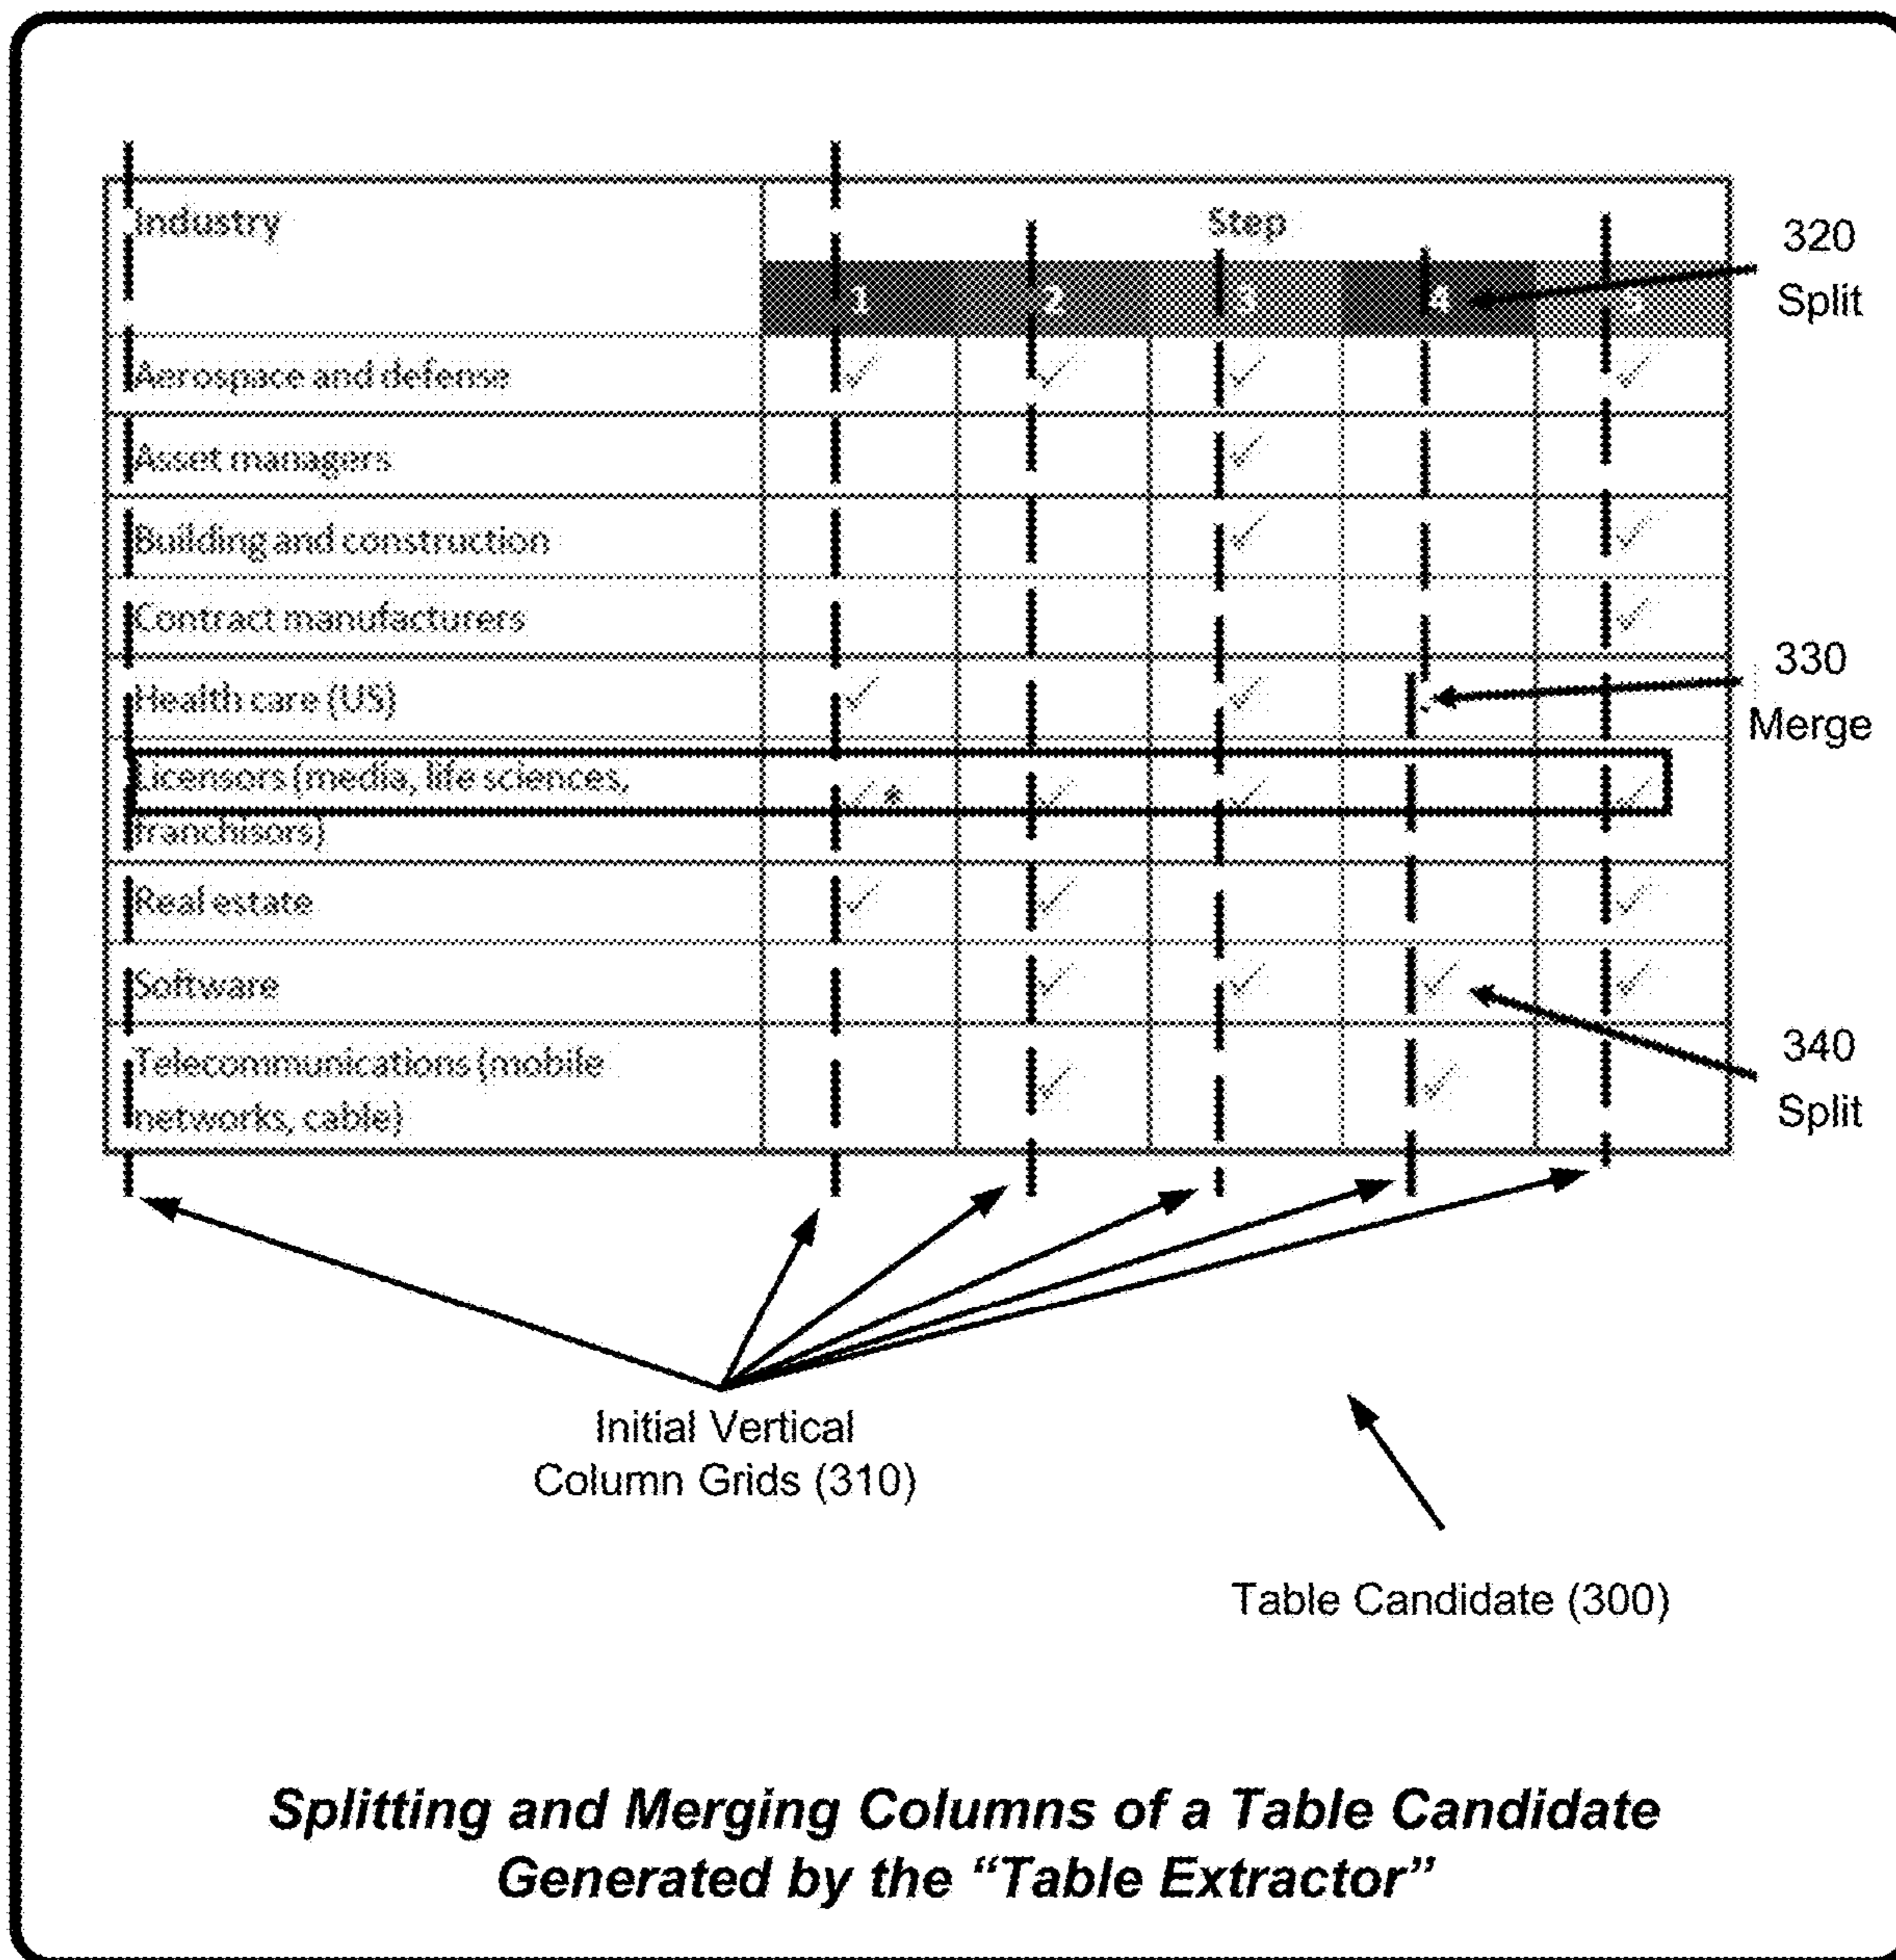 Industry Step
1 2 3 4 5
Aerospace and defense ✓ ✓ ✓ ✓
Asset managers ✓
Building and construction ✓ ✓
Contract manufacturers ✓
Health care (US) ✓ ✓
Licensors (media, life sciences,
franchisors) ✓* ✓ ✓ ✓
Real estate ✓ ✓ ✓
Software ✓ ✓ ✓ ✓
Telecommunications (mobile
networks, cable) ✓ ✓
320
Split
330
Merge
340
Split
Initial Vertical
Column Grids (310)
Table Candidate (300)
Splitting and Merging Columns of a Table Candidate
Generated by the “Table Extractor”